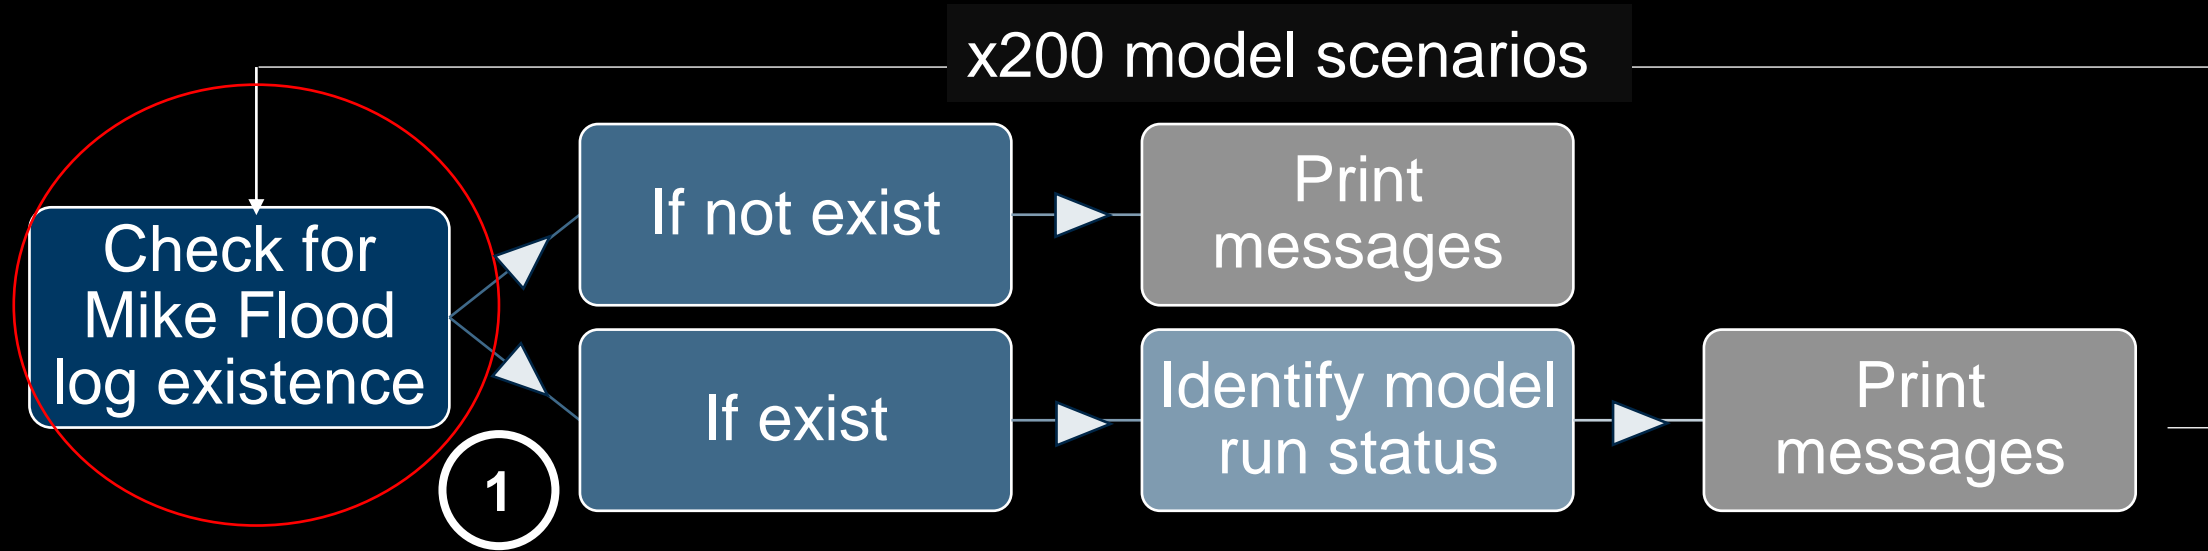 x200 model scenarios
Check for
Mike Flood
log existence
If not exist
Print
messages
If exist
Identify model
run status
Print
messages
1